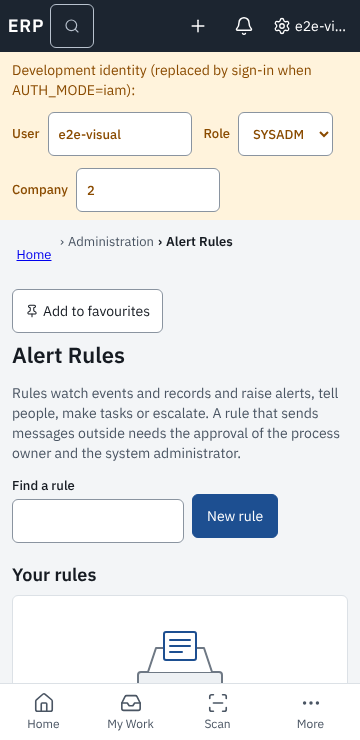 ERP
e2e-vi...
Development identity (replaced by sign-in when
AUTH_MODE=iam):
User e2e-visual Role SYSADM
Company 2
Home › Administration › Alert Rules
Add to favourites
Alert Rules
Rules watch events and records and raise alerts, tell
people, make tasks or escalate. A rule that sends
messages outside needs the approval of the process
owner and the system administrator.
Find a rule
New rule
Your rules
Home My Work Scan More